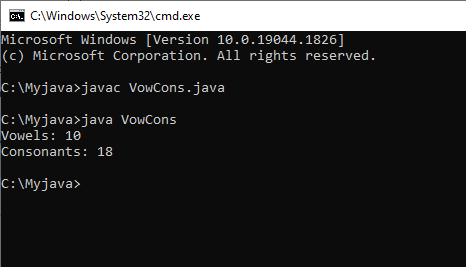 C:\Windows\System32\cmd.exe
Microsoft Windows [Version 10.0.19044.1826]
(c) Microsoft Corporation. All rights reserved.
C:\Myjava>javac VowCons.java
C:\Myjava>java VowCons
Vowels: 10
Consonants: 18
C:\Myjava>